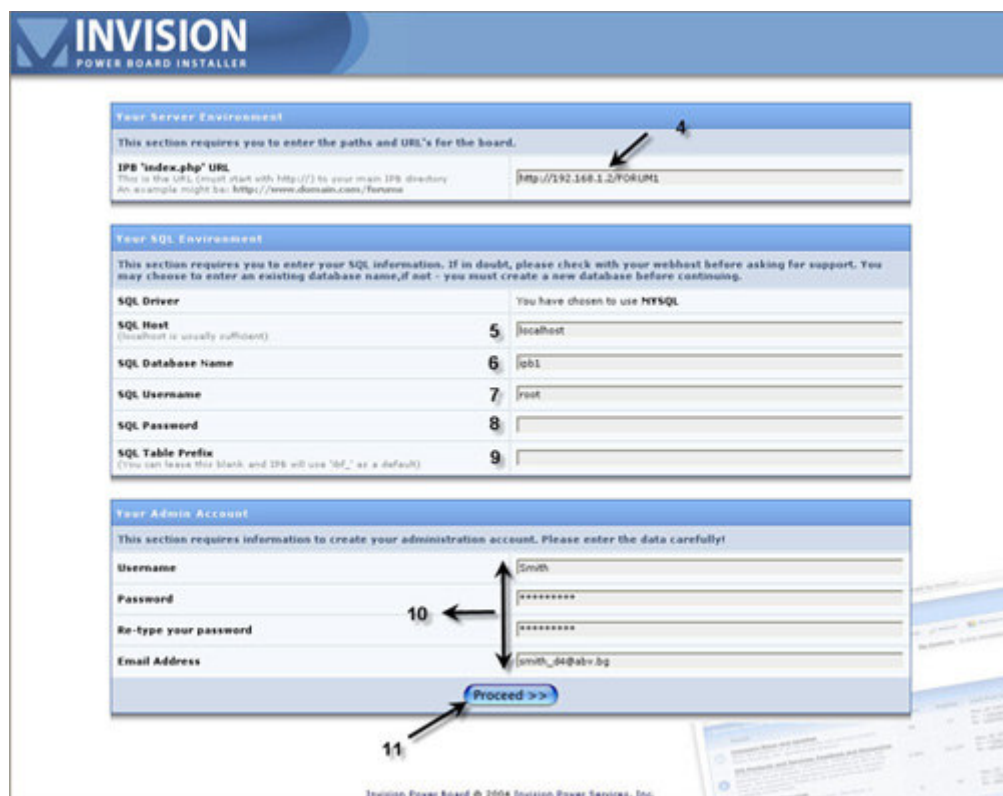 INVISION
POWER BOARD INSTALLER
Your Server Environment
This section requires you to enter the paths and URL's for the board.
4
IPB 'index.php' URL
This is the URL (must start with http://) to your main IPB directory
An example might be: http://www.domain.com/forums
http://192.168.1.2/FORUM1
Your SQL Environment
This section requires you to enter your SQL information. If in doubt, please check with your webhost before asking for support. You
may choose to enter an existing database name,if not - you must create a new database before continuing.
SQL Driver
You have chosen to use MYSQL
SQL Host
(localhost is usually sufficient)
5
localhost
SQL Database Name
6
ipb1
SQL Username
7
root
SQL Password
8
SQL Table Prefix
(You can leave this blank and IPB will use 'ibf_' as a default)
9
Your Admin Account
This section requires information to create your administration account. Please enter the data carefully!
Username
Smith
Password
*********
10
Re-type your password
*********
Email Address
smith_d4@abv.bg
Proceed >>
11
Invision Power Board © 2004 Invision Power Services, Inc.